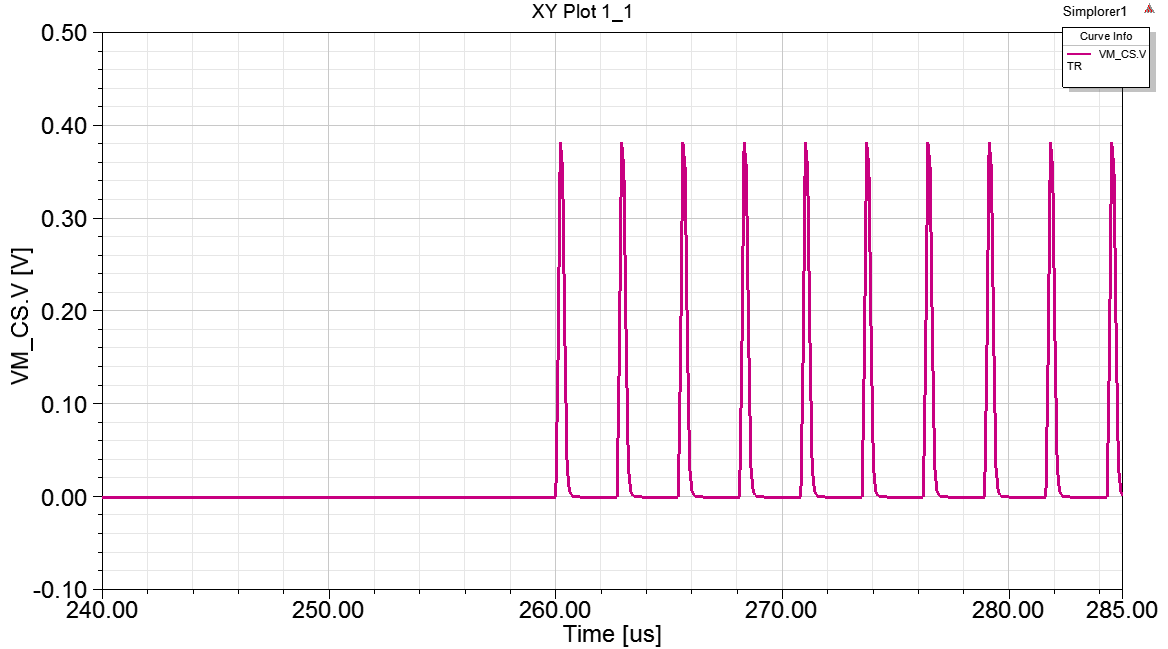 XY Plot 1_1
Simplorer1
Curve Info
VM_CS.V
TR
0.50
0.40
0.30
0.20
0.10
0.00
-0.10
VM_CS.V [V]
240.00 250.00 260.00 270.00 280.00 285.00
Time [us]